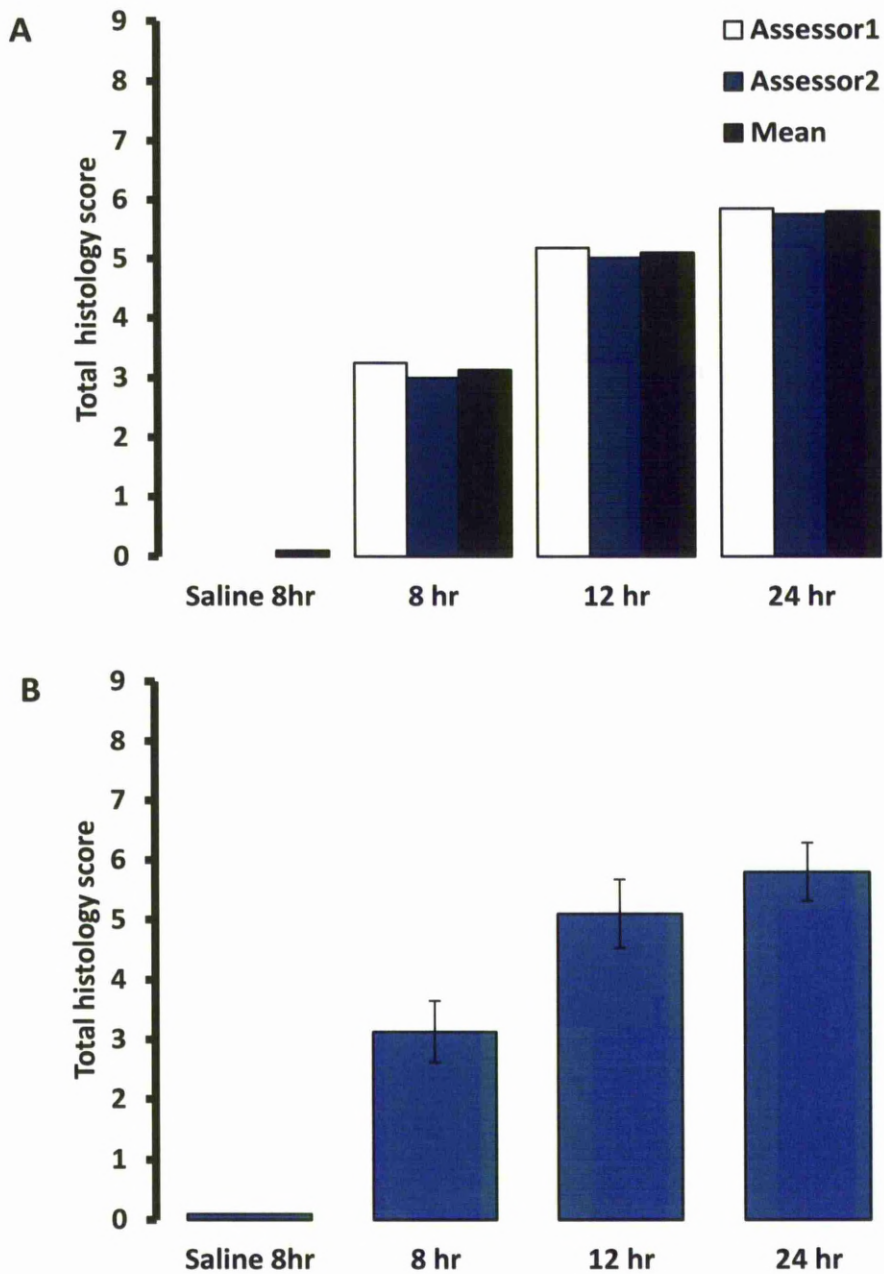 A
Total histology score
9
8
7
6
5
4
3
2
1
0
Assessor1
Assessor2
Mean
Saline 8hr 8 hr 12 hr 24 hr
B
Total histology score
9
8
7
6
5
4
3
2
1
0
Saline 8hr 8 hr 12 hr 24 hr